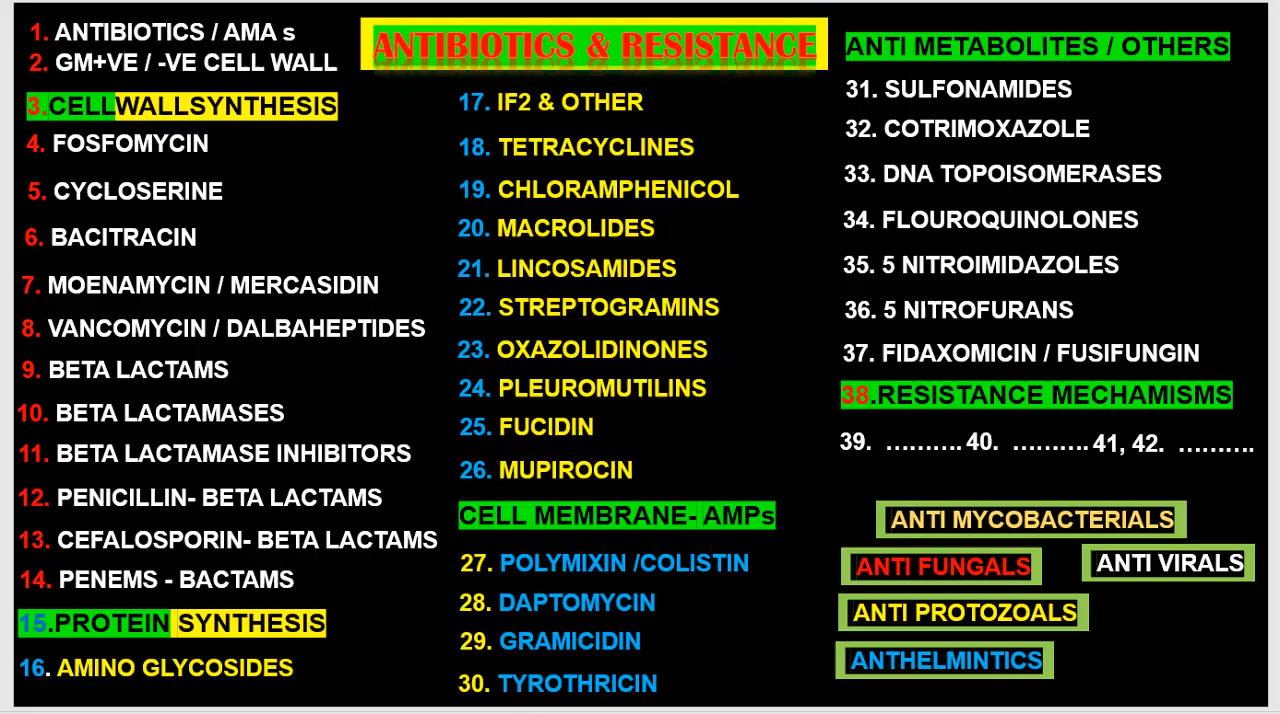 1. ANTIBIOTICS / AMA s
2. GM+VE / -VE CELL WALL
3.CELLWALLSYNTHESIS
4. FOSFOMYCIN
5. CYCLOSERINE
6. BACITRACIN
7. MOENAMYCIN / MERCASIDIN
8. VANCOMYCIN / DALBAHEPTIDES
9. BETA LACTAMS
10. BETA LACTAMASES
11. BETA LACTAMASE INHIBITORS
12. PENICILLIN- BETA LACTAMS
13. CEFALOSPORIN- BETA LACTAMS
14. PENEMS - BACTAMS
15.PROTEIN SYNTHESIS
16. AMINO GLYCOSIDES
ANTIBIOTICS & RESISTANCE
17. IF2 & OTHER
18. TETRACYCLINES
19. CHLORAMPHENICOL
20. MACROLIDES
21. LINCOSAMIDES
22. STREPTOGRAMINS
23. OXAZOLIDINONES
24. PLEUROMUTILINS
25. FUCIDIN
26. MUPIROCIN
CELL MEMBRANE- AMPs
27. POLYMIXIN /COLISTIN
28. DAPTOMYCIN
29. GRAMICIDIN
30. TYROTHRICIN
ANTI METABOLITES / OTHERS
31. SULFONAMIDES
32. COTRIMOXAZOLE
33. DNA TOPOISOMERASES
34. FLOUROQUINOLONES
35. 5 NITROIMIDAZOLES
36. 5 NITROFURANS
37. FIDAXOMICIN / FUSIFUNGIN
38.RESISTANCE MECHAMISMS
39. ………. 40. ………. 41, 42. ……….
ANTI MYCOBACTERIALS
ANTI FUNGALS
ANTI VIRALS
ANTI PROTOZOALS
ANTHELMINTICS